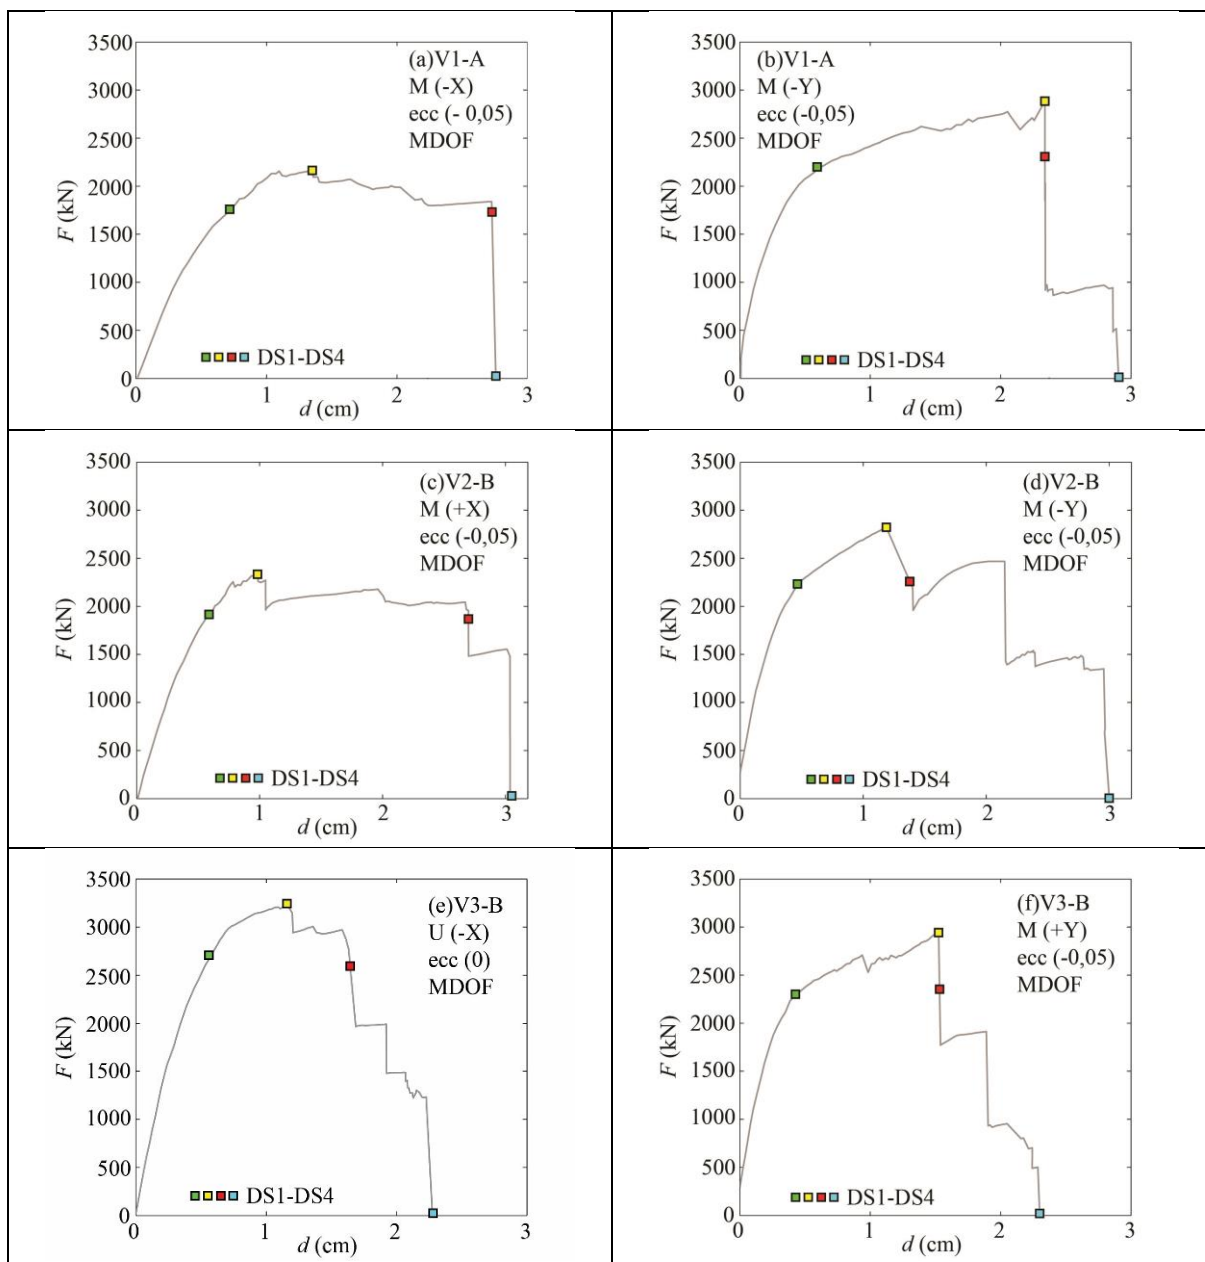 3500
3000
2500
2000
1500
1000
500
0
F (kN)
(a)V1-A
M (-X)
ecc (- 0,05)
MDOF
DS1-DS4
0 1 2 3
d (cm)
3500
3000
2500
2000
1500
1000
500
0
F (kN)
(b)V1-A
M (-Y)
ecc (-0,05)
MDOF
DS1-DS4
0 1 2 3
d (cm)
3500
3000
2500
2000
1500
1000
500
0
F (kN)
(c)V2-B
M (+X)
ecc (-0,05)
MDOF
DS1-DS4
0 1 2 3
d (cm)
3500
3000
2500
2000
1500
1000
500
0
F (kN)
(d)V2-B
M (-Y)
ecc (-0,05)
MDOF
DS1-DS4
0 1 2 3
d (cm)
3500
3000
2500
2000
1500
1000
500
0
F (kN)
(e)V3-B
U (-X)
ecc (0)
MDOF
DS1-DS4
0 1 2 3
d (cm)
3500
3000
2500
2000
1500
1000
500
0
F (kN)
(f)V3-B
M (+Y)
ecc (-0,05)
MDOF
DS1-DS4
0 1 2 3
d (cm)